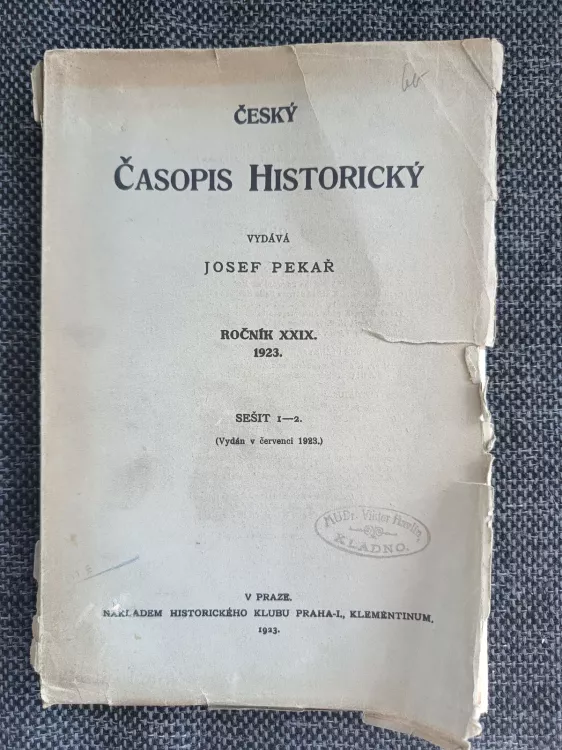 ČESKÝ
ČASOPIS HISTORICKÝ
VYDÁVÁ
JOSEF PEKAŘ
ROČNÍK XXIX.
1923.
SEŠIT 1—2.
(Vydán v červenci 1923.)
MUDr.
KLADNO.
V PRAZE.
NÁKLADEM HISTORICKÉHO KLUBU PRAHA-I., KLEMENTINUM.
1923.